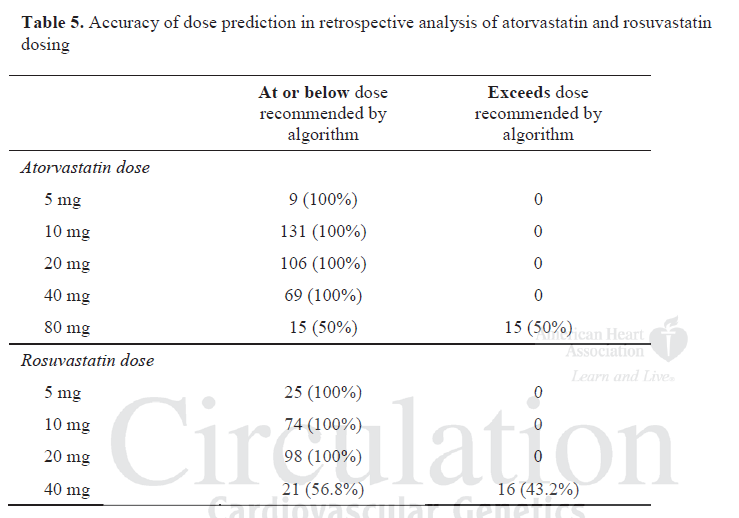 Table 5. Accuracy of dose prediction in retrospective analysis of atorvastatin and rosuvastatin
dosing
At or below dose recommended by algorithm Exceeds dose recommended by algorithm
Atorvastatin dose
5 mg 9 (100%) 0
10 mg 131 (100%) 0
20 mg 106 (100%) 0
40 mg 69 (100%) 0
80 mg 15 (50%) 15 (50%)
American Heart
Association
Learn and Live
Rosuvastatin dose
5 mg 25 (100%) 0
10 mg 74 (100%) 0
20 mg 98 (100%) 0
40 mg 21 (56.8%) 16 (43.2%)
Circulation
Cardiovascular Genetics